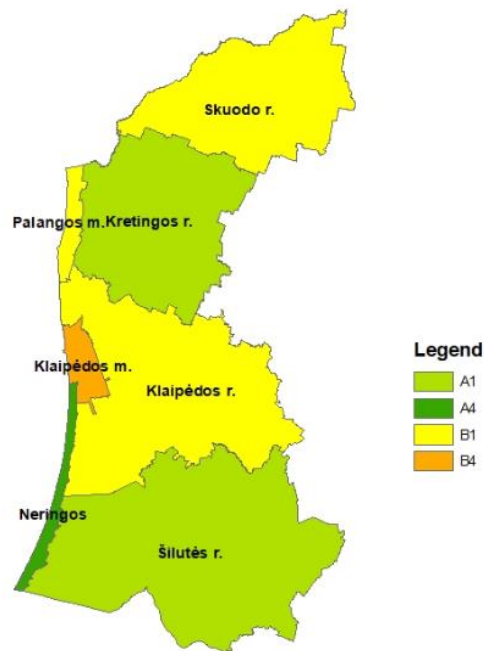 Skuodo r.
Palangos m.
Kretingos r.
Klaipėdos m.
Klaipėdos r.
Neringos
Šilutės r.
Legend
A1
A4
B1
B4